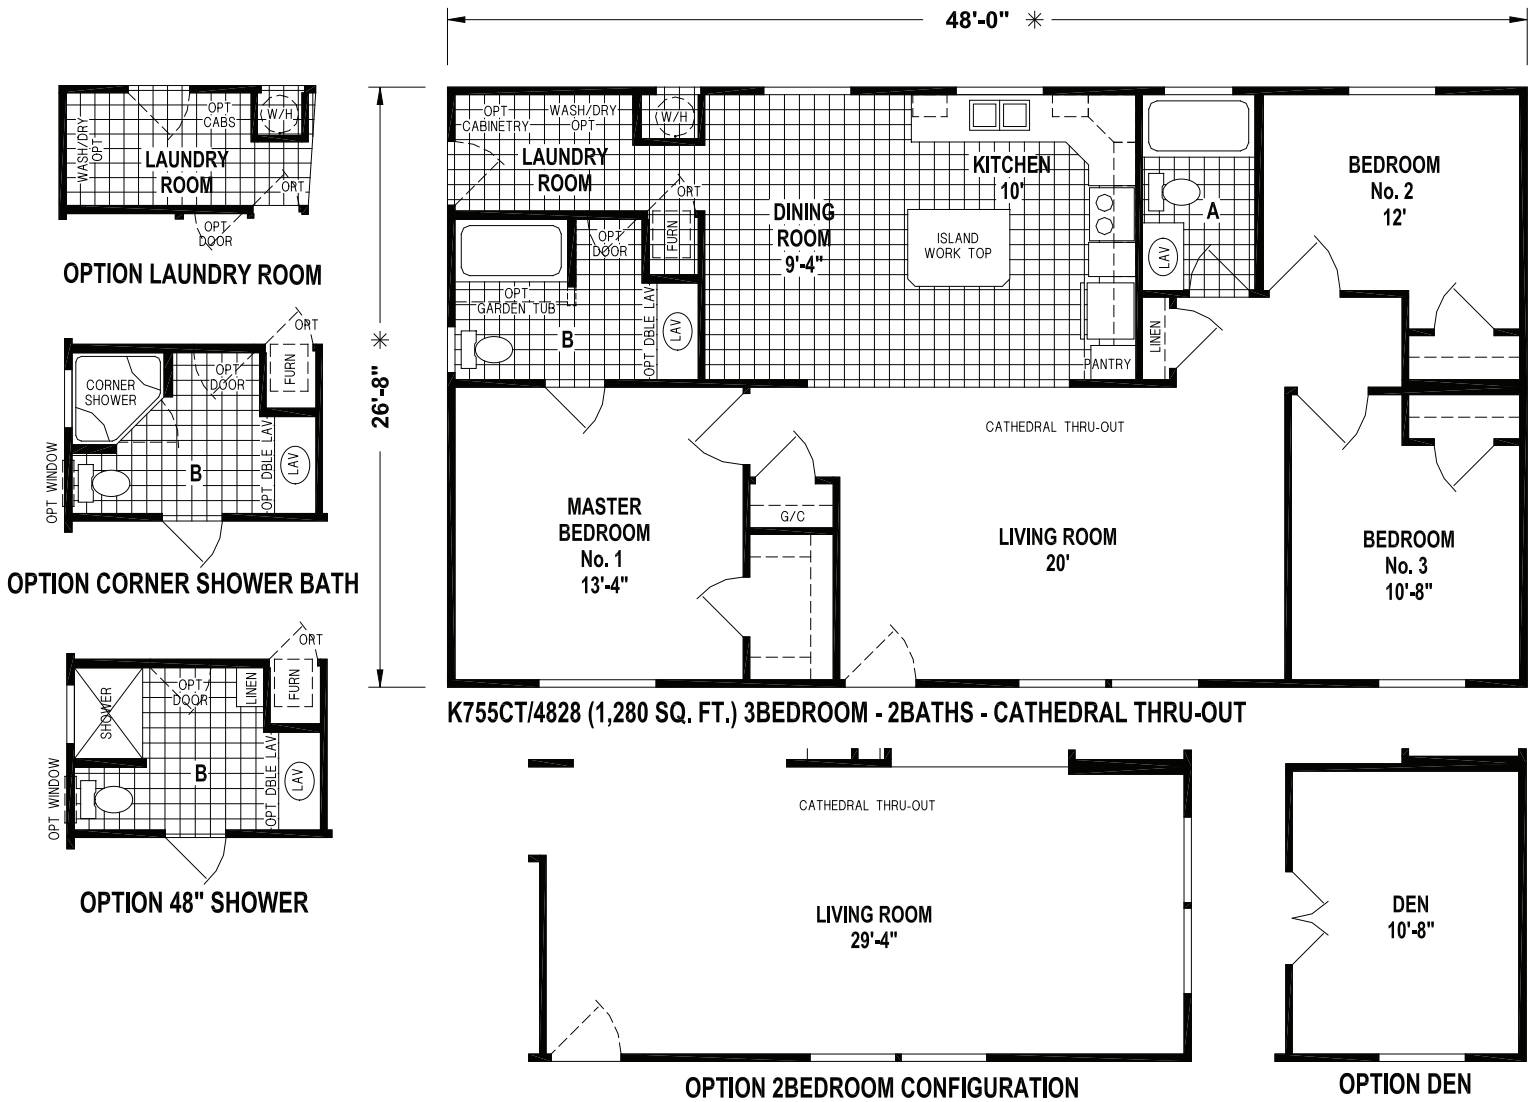 48'-0" ✳
26'-8" ✳
OPT
CABINETRY
WASH/DRY
OPT
W/H
LAUNDRY
ROOM
OPT
FURN
OPT
DOOR
OPT
GARDEN TUB
B
OPT DBLE LAV
LAV
DINING
ROOM
9'-4"
KITCHEN
10'
ISLAND
WORK TOP
PANTRY
LINEN
A
LAV
BEDROOM
No. 2
12'
MASTER
BEDROOM
No. 1
13'-4"
G/C
CATHEDRAL THRU-OUT
LIVING ROOM
20'
BEDROOM
No. 3
10'-8"
K755CT/4828 (1,280 SQ. FT.) 3BEDROOM - 2BATHS - CATHEDRAL THRU-OUT
WASH/DRY
OPT
OPT
CABS
W/H
LAUNDRY
ROOM
OPT
OPT
DOOR
OPTION LAUNDRY ROOM
OPT
FURN
CORNER
SHOWER
OPT
DOOR
OPT WINDOW
B
OPT DBLE LAV
LAV
OPTION CORNER SHOWER BATH
OPT
FURN
LINEN
OPT
DOOR
SHOWER
OPT WINDOW
B
OPT DBLE LAV
LAV
OPTION 48" SHOWER
CATHEDRAL THRU-OUT
LIVING ROOM
29'-4"
OPTION 2BEDROOM CONFIGURATION
DEN
10'-8"
OPTION DEN